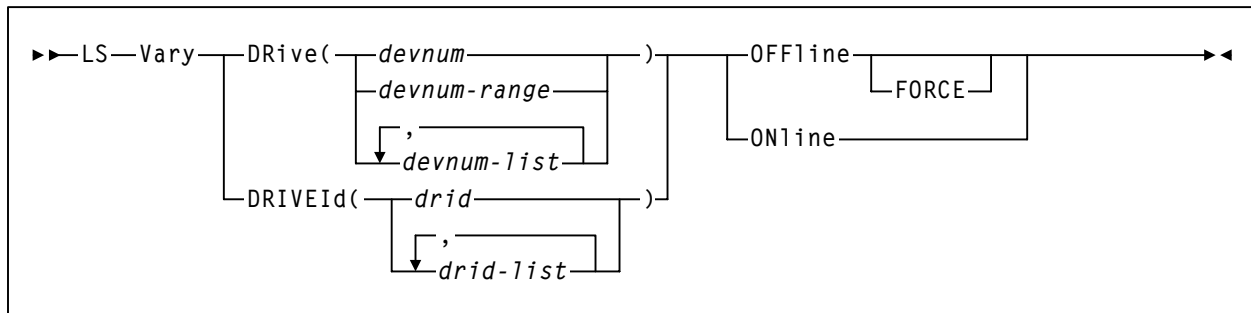 LS Vary DRive( devnum ) OFFline
devnum-range FORCE
,
devnum-list ONline
DRIVEId( drid )
,
drid-list